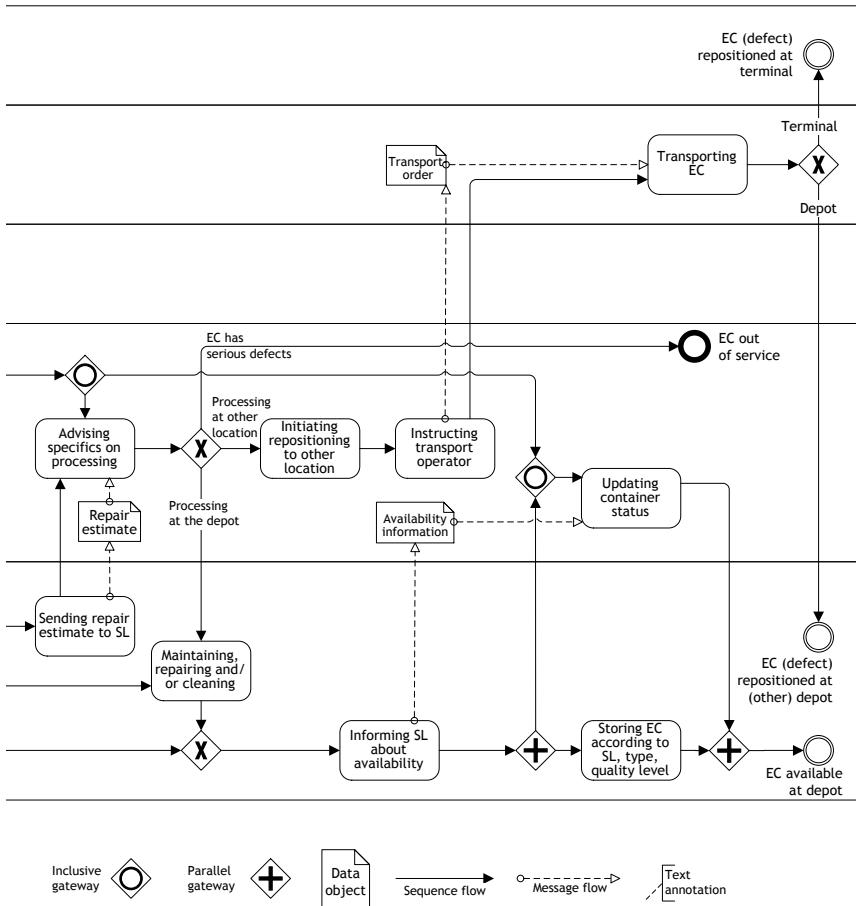 EC (defect)
repositioned at
terminal
Terminal
Transport
order
Transporting
EC
X
Depot
EC has
serious defects
EC out
of service
Processing
at other
location
Advising
specifics on
processing
X
Initiating
repositioning
to other
location
Instructing
transport
operator
Processing
at the depot
Repair
estimate
Availability
information
Updating
container
status
Sending repair
estimate to SL
Maintaining,
repairing and/
or cleaning
EC (defect)
repositioned at
(other) depot
X
Informing SL
about
availability
Storing EC
according to
SL, type,
quality level
EC available
at depot
Inclusive
gateway
Parallel
gateway
Data
object
Sequence flow
Message flow
Text
annotation